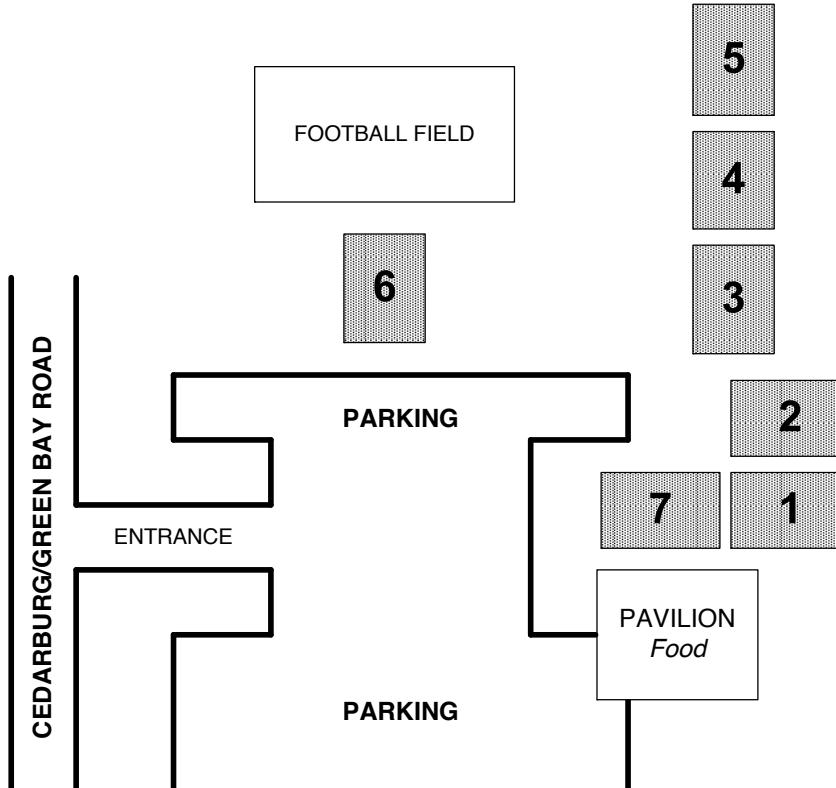 5
FOOTBALL FIELD
4
6
3
CEDARBURG/GREEN BAY ROAD
PARKING
2
7
1
ENTRANCE
PAVILION
Food
PARKING